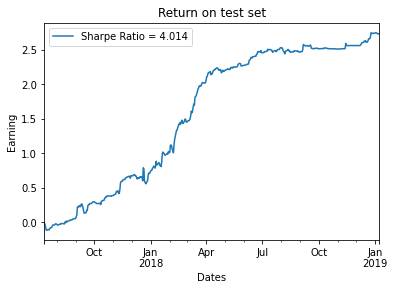 Return on test set
Sharpe Ratio = 4.014
Earning
2.5
2.0
1.5
1.0
0.5
0.0
Oct Jan Apr Jul Oct Jan
2018 2019
Dates